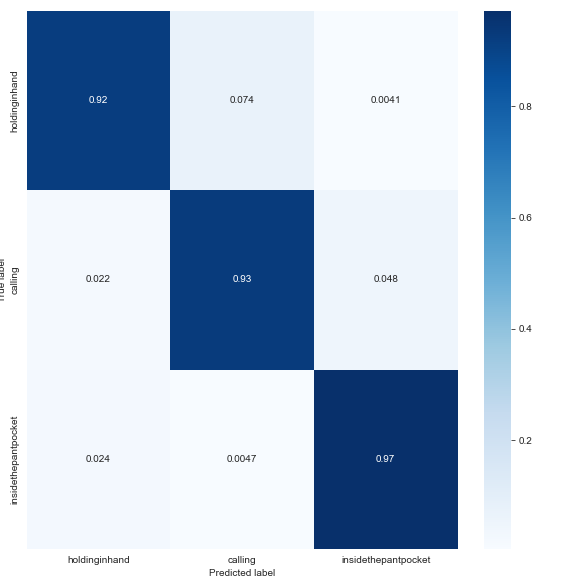 holdinginhand
0.92
0.074
0.0041
0.8
0.6
True label
calling
0.022
0.93
0.048
0.4
insidethepantpocket
0.024
0.0047
0.97
0.2
holdinginhand
calling
insidethepantpocket
Predicted label